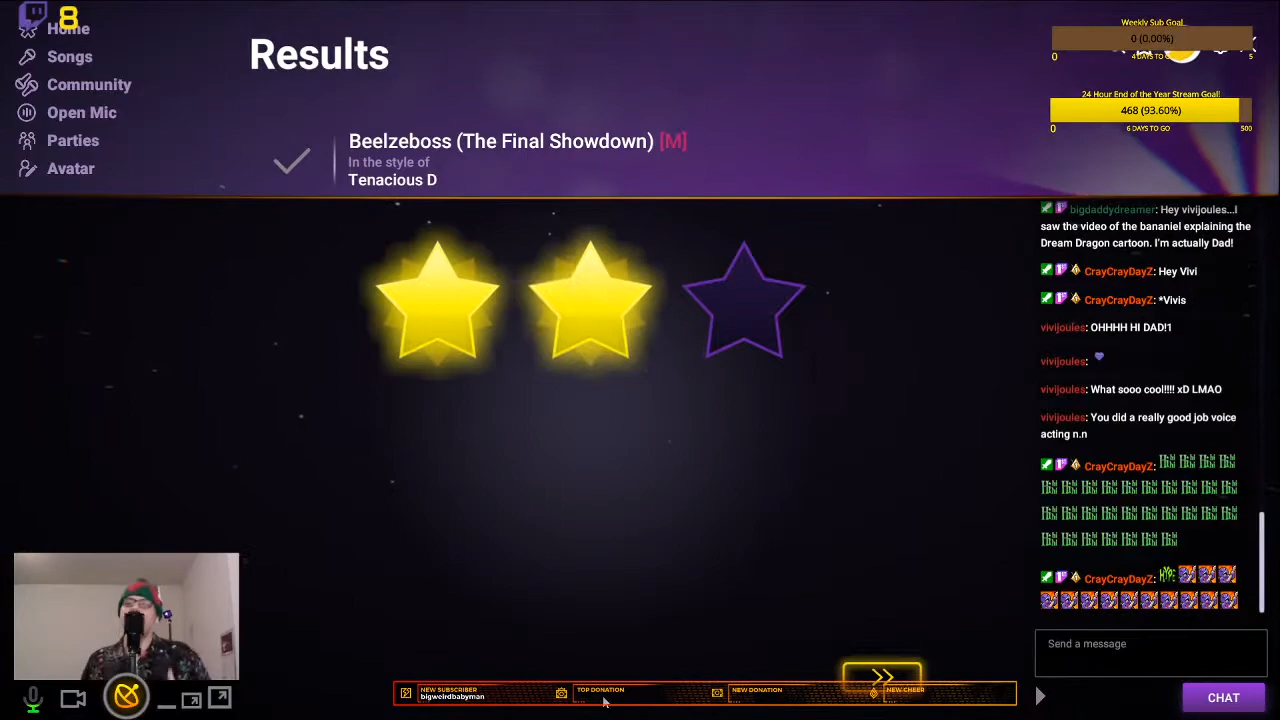 8
Home
Songs
Community
Open Mic
Parties
Avatar
Results
Beelzeboss (The Final Showdown) [M]
In the style of
Tenacious D
Weekly Sub Goal
0 (0.00%)
0
5
24 Hour End of the Year Stream Goal!
468 (93.60%)
0
6 DAYS TO GO
500
bigdaddydreamer: Hey vivijoules...I
saw the video of the bananiel explaining the
Dream Dragon cartoon. I'm actually Dad!
CrayCrayDayZ: Hey Vivi
CrayCrayDayZ: *Vivis
vivijoules: OHHHH HI DAD!1
vivijoules:
vivijoules: What sooo cool!!!! xD LMAO
vivijoules: You did a really good job voice
acting n.n
CrayCrayDayZ:
CrayCrayDayZ: HYPE
Send a message
CHAT
NEW SUBSCRIBER
bigweirdbabyman
TOP DONATION
NEW DONATION
NEW CHEER